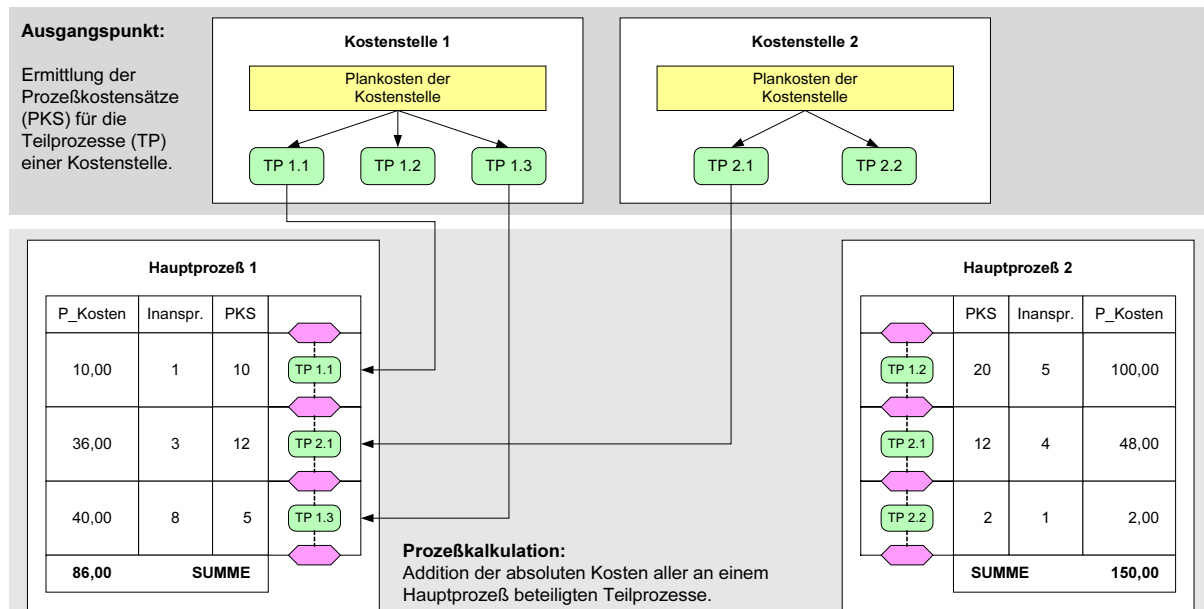 Ausgangspunkt:
Ermittlung der
Prozeßkostensätze
(PKS) für die
Teilprozesse (TP)
einer Kostenstelle.
Kostenstelle 1
Plankosten der
Kostenstelle
TP 1.1 TP 1.2 TP 1.3
Kostenstelle 2
Plankosten der
Kostenstelle
TP 2.1 TP 2.2
Hauptprozeß 1
P_Kosten Inanspr. PKS
10,00 1 10 TP 1.1
36,00 3 12 TP 2.1
40,00 8 5 TP 1.3
86,00 SUMME
Prozeßkalkulation:
Addition der absoluten Kosten aller an einem
Hauptprozeß beteiligten Teilprozesse.
Hauptprozeß 2
PKS Inanspr. P_Kosten
TP 1.2 20 5 100,00
TP 2.1 12 4 48,00
TP 2.2 2 1 2,00
SUMME 150,00